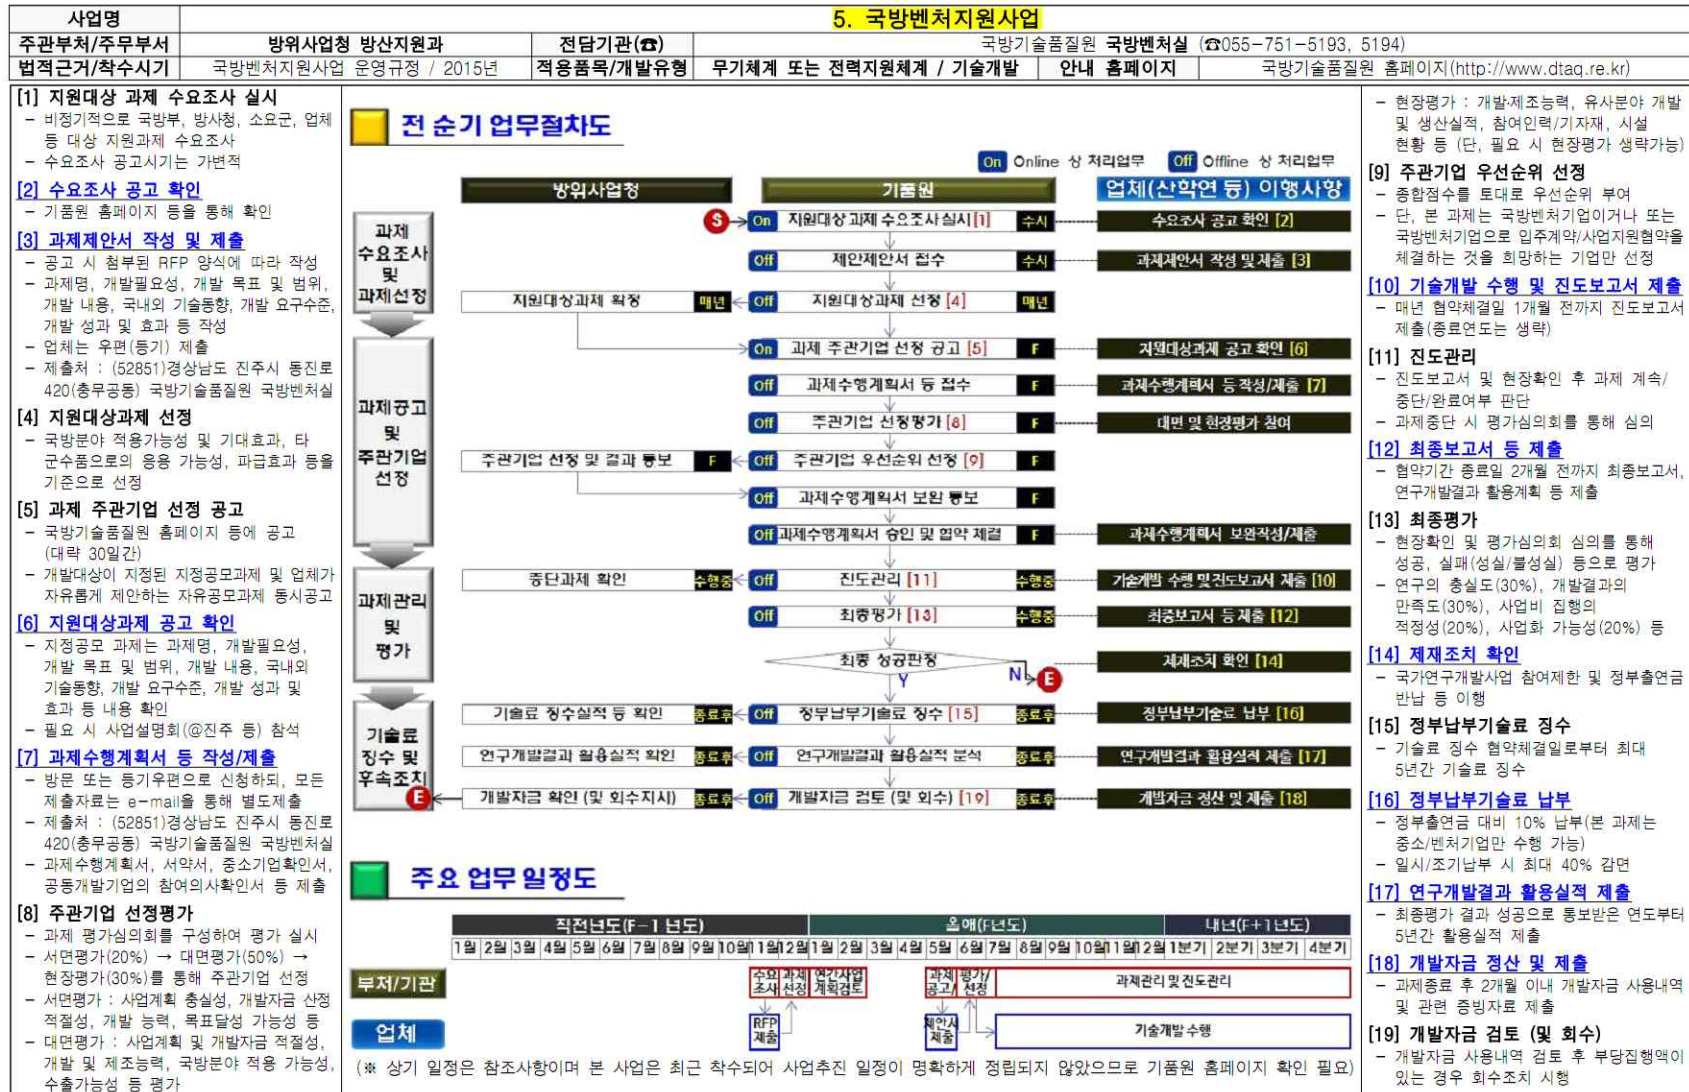 사업명 5. 국방벤처지원사업
주관부처/주무부서 방위사업청 방산지원과 전담기관(☎) 국방기술품질원 국방벤처실 (☎055-751-5193, 5194)
법적근거/착수시기 국방벤처지원사업 운영규정 / 2015년 적용품목/개발유형 무기체계 또는 전력지원체계 / 기술개발 안내 홈페이지 국방기술품질원 홈페이지(http://www.dtaq.re.kr)
[1] 지원대상 과제 수요조사 실시
- 비정기적으로 국방부, 방사청, 소요군, 업체
등 대상 지원과제 수요조사
- 수요조사 공고시기는 가변적
[2] 수요조사 공고 확인
- 기품원 홈페이지 등을 통해 확인
[3] 과제제안서 작성 및 제출
- 공고 시 첨부된 RFP 양식에 따라 작성
- 과제명, 개발필요성, 개발 목표 및 범위,
개발 내용, 국내외 기술동향, 개발 요구수준,
개발 성과 및 효과 등 작성
- 업체는 우편(등기) 제출
- 제출처 : (52851)경상남도 진주시 동진로
420(충무공동) 국방기술품질원 국방벤처실
[4] 지원대상과제 선정
- 국방분야 적용가능성 및 기대효과, 타
군수품으로의 응용 가능성, 파급효과 등을
기준으로 선정
[5] 과제 주관기업 선정 공고
- 국방기술품질원 홈페이지 등에 공고
(대략 30일간)
- 개발대상이 지정된 지정공모과제 및 업체가
자유롭게 제안하는 자유공모과제 동시공고
[6] 지원대상과제 공고 확인
- 지정공모 과제는 과제명, 개발필요성,
개발 목표 및 범위, 개발 내용, 국내외
기술동향, 개발 요구수준, 개발 성과 및
효과 등 내용 확인
- 필요 시 사업설명회(@진주 등) 참석
[7] 과제수행계획서 등 작성/제출
- 방문 또는 등기우편으로 신청하되, 모든
제출자료는 e-mail을 통해 별도제출
- 제출처 : (52851)경상남도 진주시 동진로
420(충무공동) 국방기술품질원 국방벤처실
- 과제수행계획서, 서약서, 중소기업확인서,
공동개발기업의 참여의사확인서 등 제출
[8] 주관기업 선정평가
- 과제 평가심의회를 구성하여 평가 실시
- 서면평가(20%) → 대면평가(50%) →
현장평가(30%)를 통해 주관기업 선정
- 서면평가 : 사업계획 충실성, 개발자금 산정
적절성, 개발 능력, 목표달성 가능성 등
- 대면평가 : 사업계획 및 개발자금 적절성,
개발 및 제조능력, 국방분야 적용 가능성,
수출가능성 등 평가
전 순기 업무절차도
On Online 상 처리업무 Off Offline 상 처리업무
방위사업청 기품원 업체(산학연 등) 이행사항
과제
수요조사
및
과제선정
S On 지원대상 과제 수요조사 실시[1] 수시 수요조사 공고 확인 [2]
Off 제안제안서 접수 수시 과제제안서 작성 및 제출 [3]
지원대상과제 확정 매년 Off 지원대상과제 선정 [4] 매년
과제공고
및
주관기업
선정
On 과제 주관기업 선정 공고 [5] F 지원대상과제 공고 확인 [6]
Off 과제수행계획서 등 접수 F 과제수행계획서 등 작성/제출 [7]
Off 주관기업 선정평가 [8] F 대면 및 현장평가 참여
주관기업 선정 및 결과 통보 F Off 주관기업 우선순위 선정 [9] F
Off 과제수행계획서 보완 통보 F
Off 과제수행계획서 승인 및 협약 체결 F 과제수행계획서 보완작성/제출
과제관리
및
평가
중단과제 확인 수행중 Off 진도관리 [11] 수행중 기술개발 수행 및 진도보고서 제출 [10]
Off 최종평가 [13] 수행중 최종보고서 등 제출 [12]
최종 성공판정 N E 제재조치 확인 [14]
Y
기술료
징수 및
후속조치
기술료 징수실적 등 확인 종료후 Off 정부납부기술료 징수 [15] 종료후 정부납부기술료 납부 [16]
연구개발결과 활용실적 확인 종료후 Off 연구개발결과 활용실적 분석 종료후 연구개발결과 활용실적 제출 [17]
E 개발자금 확인 (및 회수지시) 종료후 Off 개발자금 검토 (및 회수) [19] 종료후 개발자금 정산 및 제출 [18]
주요 업무 일정도
직전년도(F-1 년도) 올해(F년도) 내년(F+1년도)
1월 2월 3월 4월 5월 6월 7월 8월 9월 10월 11월 12월 1월 2월 3월 4월 5월 6월 7월 8월 9월 10월 11월 12월 1분기 2분기 3분기 4분기
부처/기관 수요 과제 연간사업 과제 평가/ 과제관리 및 진도관리
조사 선정 계획검토 공고/ 선정
업체 RFP 제안서 기술개발 수행
제출 제출
(※ 상기 일정은 참조사항이며 본 사업은 최근 착수되어 사업추진 일정이 명확하게 정립되지 않았으므로 기품원 홈페이지 확인 필요)
- 현장평가 : 개발·제조능력, 유사분야 개발
및 생산실적, 참여인력/기자재, 시설
현황 등 (단, 필요 시 현장평가 생략가능)
[9] 주관기업 우선순위 선정
- 종합점수를 토대로 우선순위 부여
- 단, 본 과제는 국방벤처기업이거나 또는
국방벤처기업으로 입주계약/사업지원협약을
체결하는 것을 희망하는 기업만 선정
[10] 기술개발 수행 및 진도보고서 제출
- 매년 협약체결일 1개월 전까지 진도보고서
제출(종료연도는 생략)
[11] 진도관리
- 진도보고서 및 현장확인 후 과제 계속/
중단/완료여부 판단
- 과제중단 시 평가심의회를 통해 심의
[12] 최종보고서 등 제출
- 협약기간 종료일 2개월 전까지 최종보고서,
연구개발결과 활용계획 등 제출
[13] 최종평가
- 현장확인 및 평가심의회 심의를 통해
성공, 실패(성실/불성실) 등으로 평가
- 연구의 충실도(30%), 개발결과의
만족도(30%), 사업비 집행의
적정성(20%), 사업화 가능성(20%) 등
[14] 제재조치 확인
- 국가연구개발사업 참여제한 및 정부출연금
반납 등 이행
[15] 정부납부기술료 징수
- 기술료 징수 협약체결일로부터 최대
5년간 기술료 징수
[16] 정부납부기술료 납부
- 정부출연금 대비 10% 납부(본 과제는
중소/벤처기업만 수행 가능)
- 일시/조기납부 시 최대 40% 감면
[17] 연구개발결과 활용실적 제출
- 최종평가 결과 성공으로 통보받은 연도부터
5년간 활용실적 제출
[18] 개발자금 정산 및 제출
- 과제종료 후 2개월 이내 개발자금 사용내역
및 관련 증빙자료 제출
[19] 개발자금 검토 (및 회수)
- 개발자금 사용내역 검토 후 부당집행액이
있는 경우 회수조치 시행